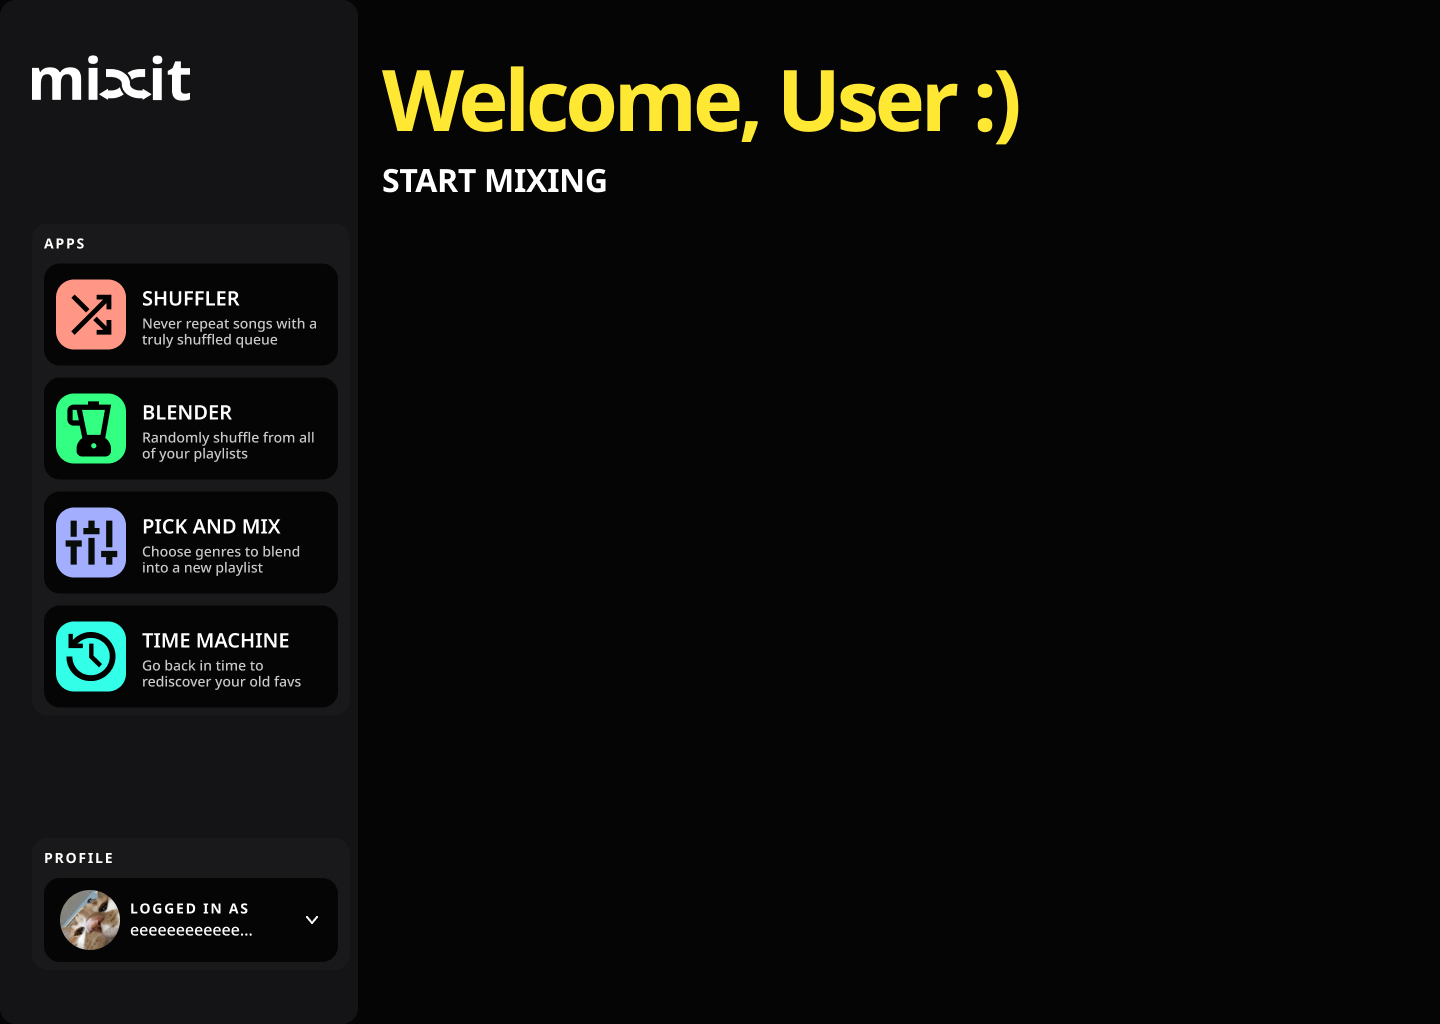 mixit
Welcome, User :)
START MIXING
APPS
SHUFFLER
Never repeat songs with a
truly shuffled queue
BLENDER
Randomly shuffle from all
of your playlists
PICK AND MIX
Choose genres to blend
into a new playlist
TIME MACHINE
Go back in time to
rediscover your old favs
PROFILE
LOGGED IN AS
eeeeeeeeeeee...